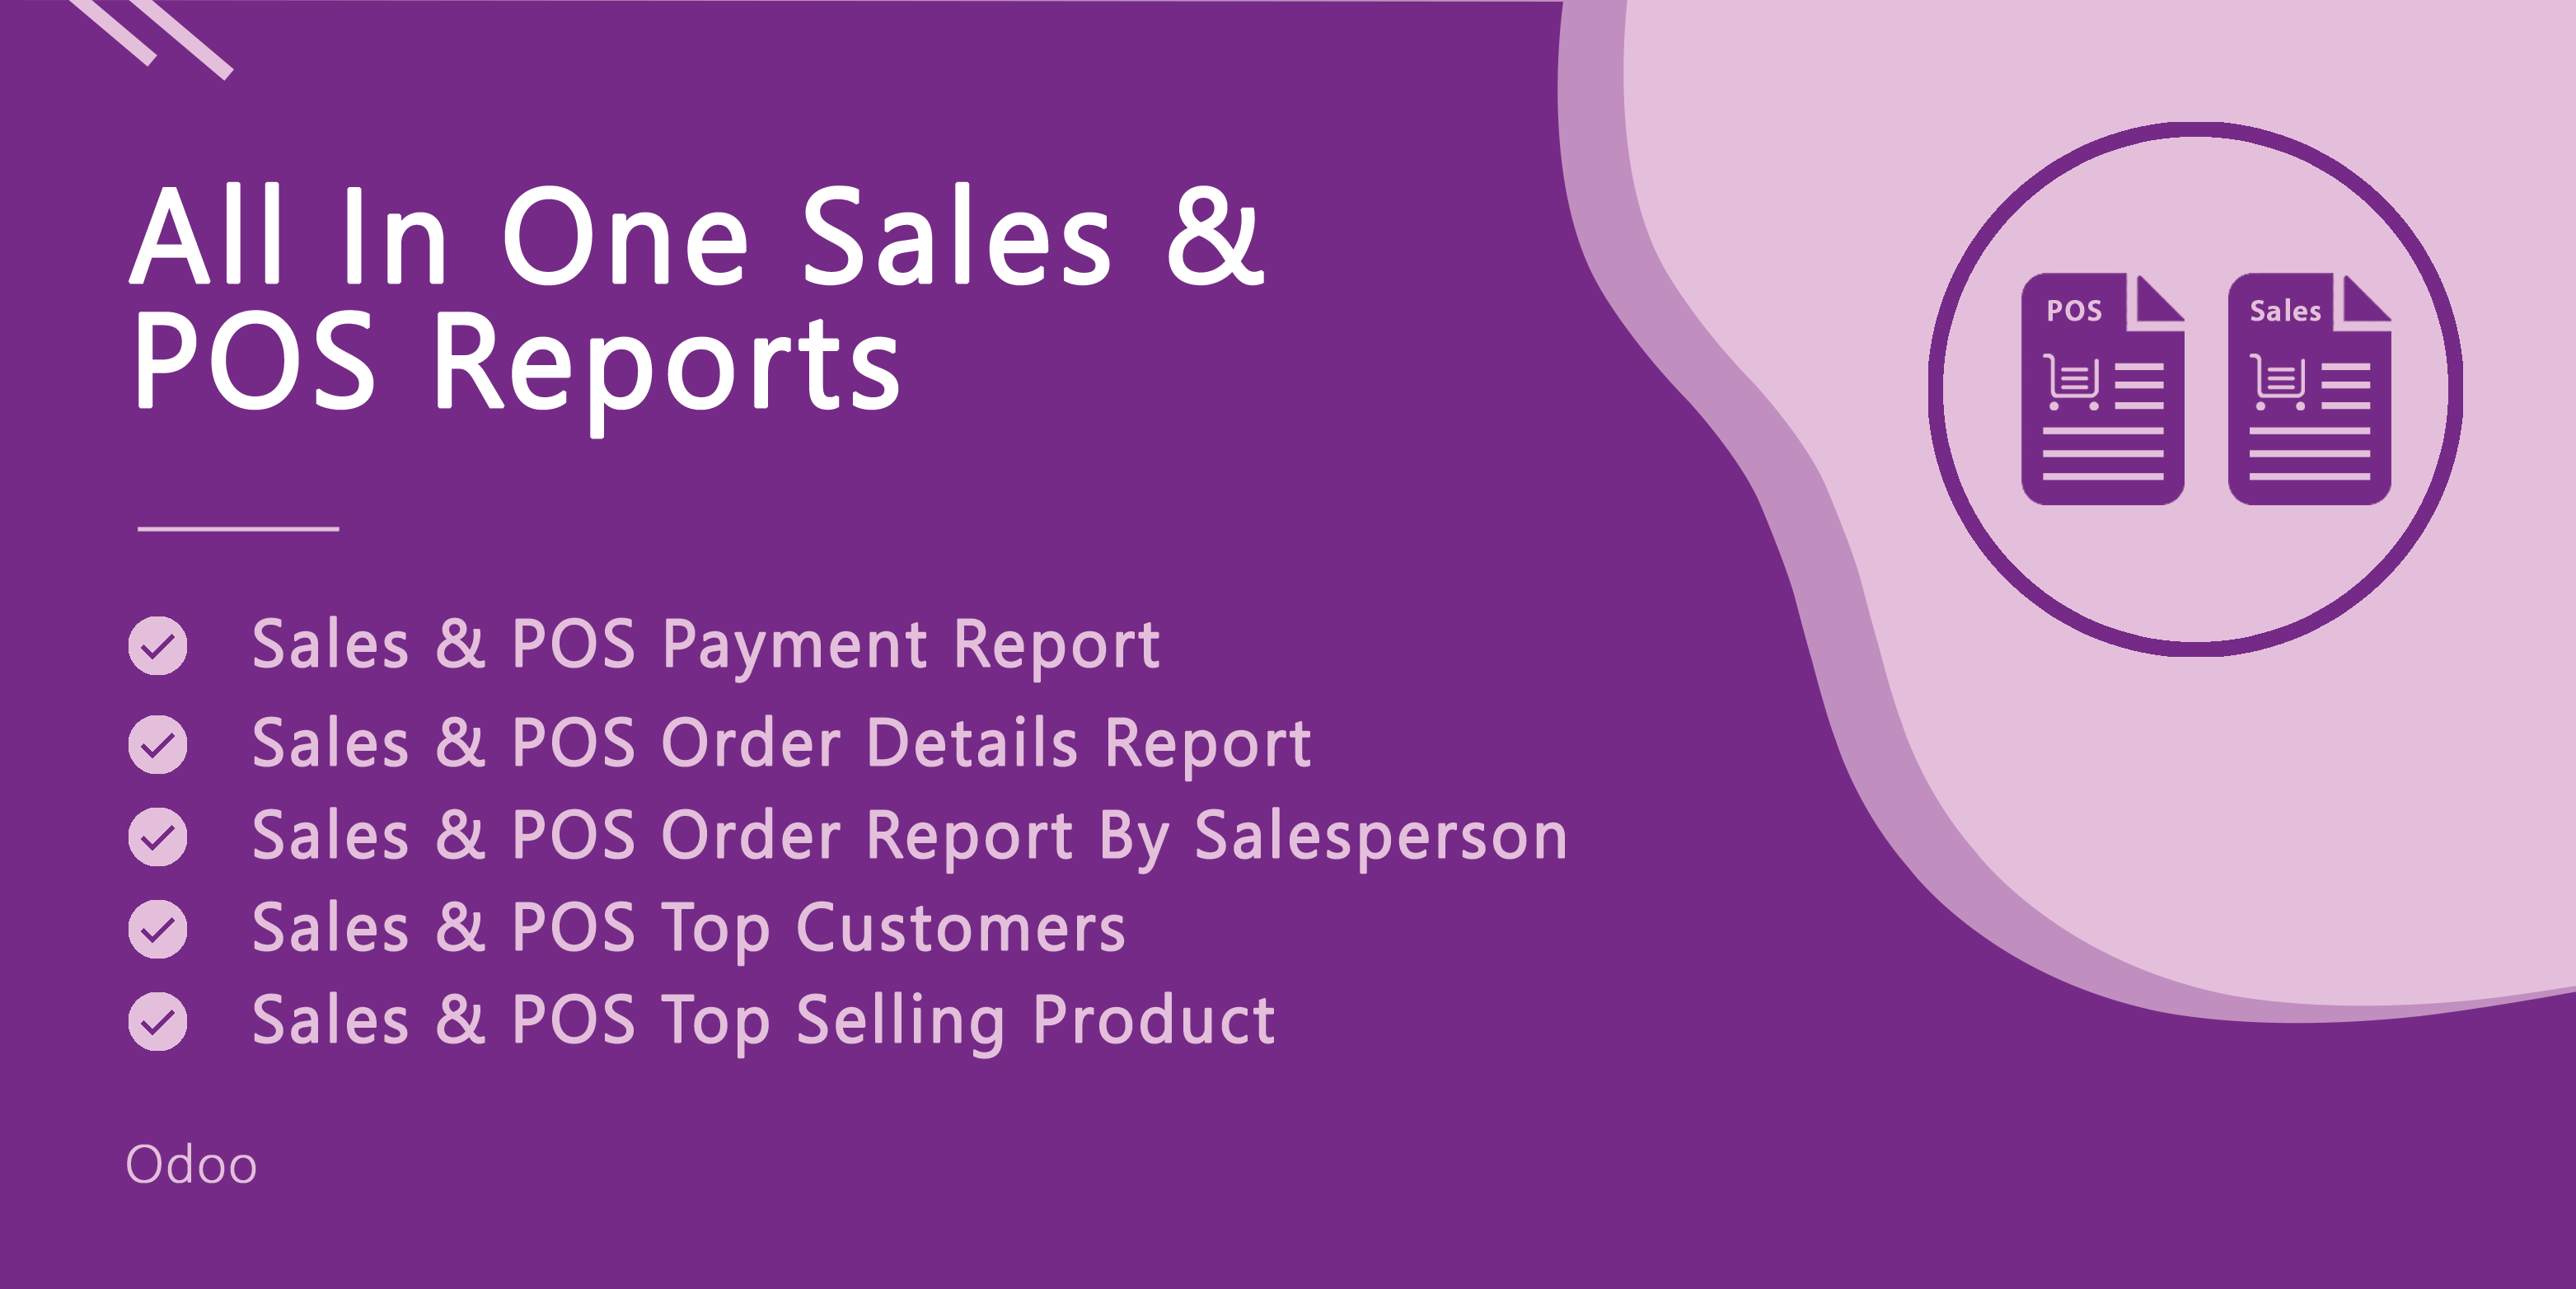 All In One Sales &
POS Reports
POS
Sales
Sales & POS Payment Report
Sales & POS Order Details Report
Sales & POS Order Report By Salesperson
Sales & POS Top Customers
Sales & POS Top Selling Product
Odoo